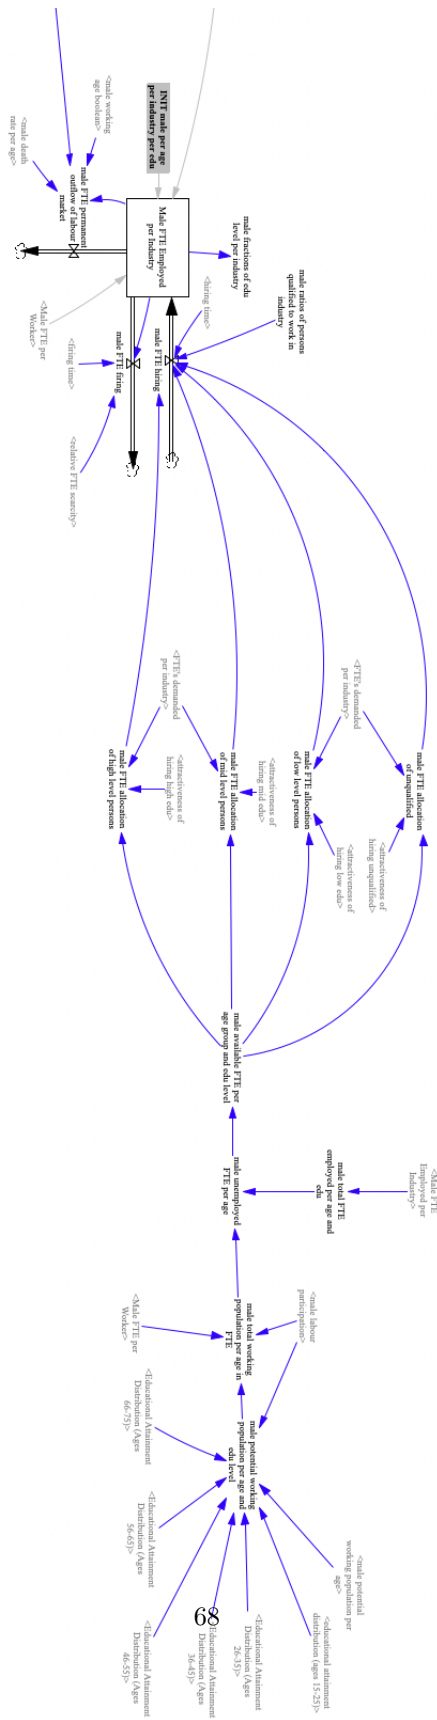 <male working
age boolean>
<male death
rate per age>
INIT male per age
per industry per edu
male FTE permanent
outflow of labour
market
Male FTE Employed
per Industry
male fractions of edu
level per industry
male ratios of persons
qualified to work in
industry
<hiring time>
<Male FTE per
Worker>
<firing time>
male FTE firing
male FTE hiring
<relative FTE scarcity>
<FTE's demanded
per industry>
<FTE's demanded
per industry>
male FTE allocation
of high level persons
<attractiveness of
hiring high edu>
male FTE allocation
of mid level persons
<attractiveness of
hiring mid edu>
male FTE allocation
of low level persons
<attractiveness of
hiring low edu>
male FTE allocation
of unqualified
<attractiveness of
hiring unqualified>
male available FTE per
age group and edu level
male unemployed
FTE per age
male total FTE
employed per age and
edu
<Male FTE
Employed per
Industry>
male total working
population per age in
FTE
<Male FTE per
Worker>
<male labour
participation>
male potential working
population per age and
edu level
<Educational Attainment
Distribution (Ages
66-75)>
<Educational Attainment
Distribution (Ages
56-65)>
<Educational Attainment
Distribution (Ages
46-55)>
<Educational Attainment
Distribution (Ages
36-45)>
<Educational Attainment
Distribution (Ages
26-35)>
<educational attainment
distribution (ages 15-25)>
<male potential
working population per
age>
68